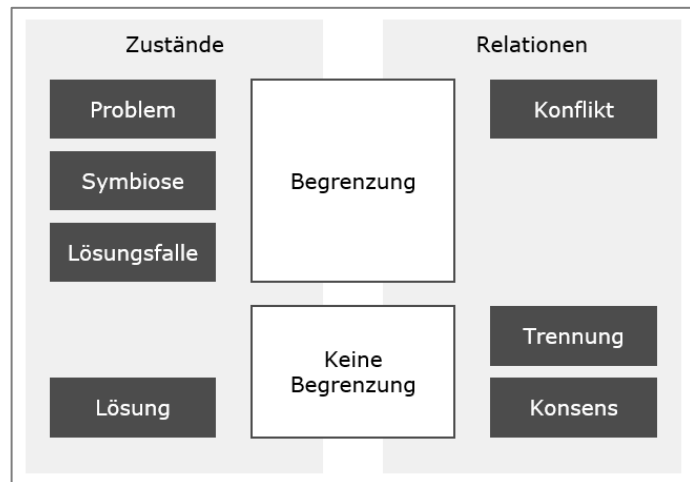 Zustände
Relationen
Problem
Symbiose
Lösungsfalle
Begrenzung
Konflikt
Keine
Begrenzung
Lösung
Trennung
Konsens